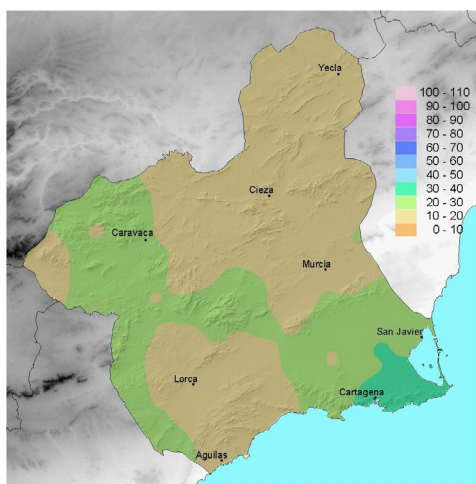 Yecla
100 - 110
90 - 100
80 - 90
70 - 80
60 - 70
50 - 60
40 - 50
30 - 40
20 - 30
10 - 20
0 - 10
Cieza
Caravaca
Murcia
San Javier
Lorca
Cartagena
Aguilas